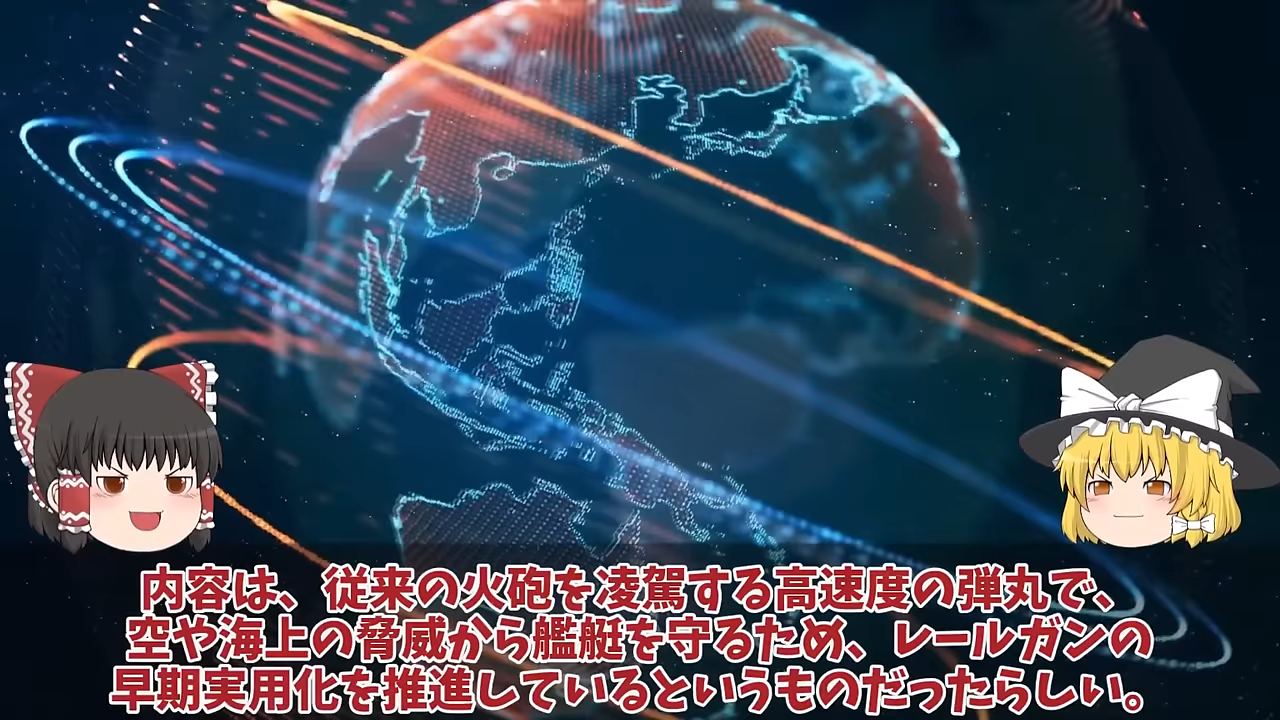 内容は、従来の火砲を凌駕する高速度の弾丸で、
空や海上の脅威から艦艇を守るため、レールガンの
早期実用化を推進しているというものだったらしい。